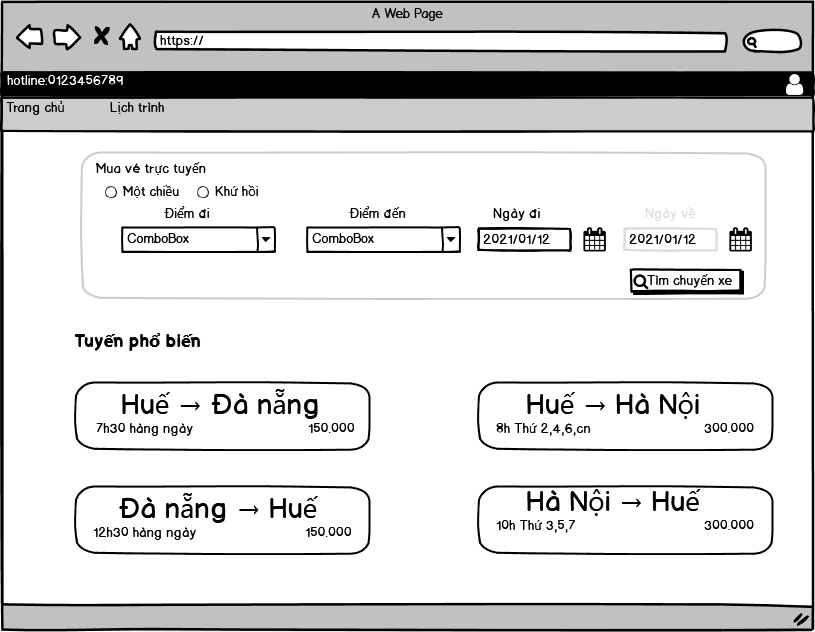 A Web Page
https://
hotline:0123456789
Trang chủ Lịch trình
Mua vé trực tuyến
Một chiều Khứ hồi
Điểm đi Điểm đến Ngày đi Ngày về
ComboBox ComboBox 2021/01/12 2021/01/12
Tìm chuyến xe
Tuyến phổ biến
Huế → Đà nẵng
7h30 hàng ngày 150.000
Huế → Hà Nội
8h Thứ 2,4,6,cn 300.000
Đà nẵng → Huế
12h30 hàng ngày 150.000
Hà Nội → Huế
10h Thứ 3,5,7 300.000